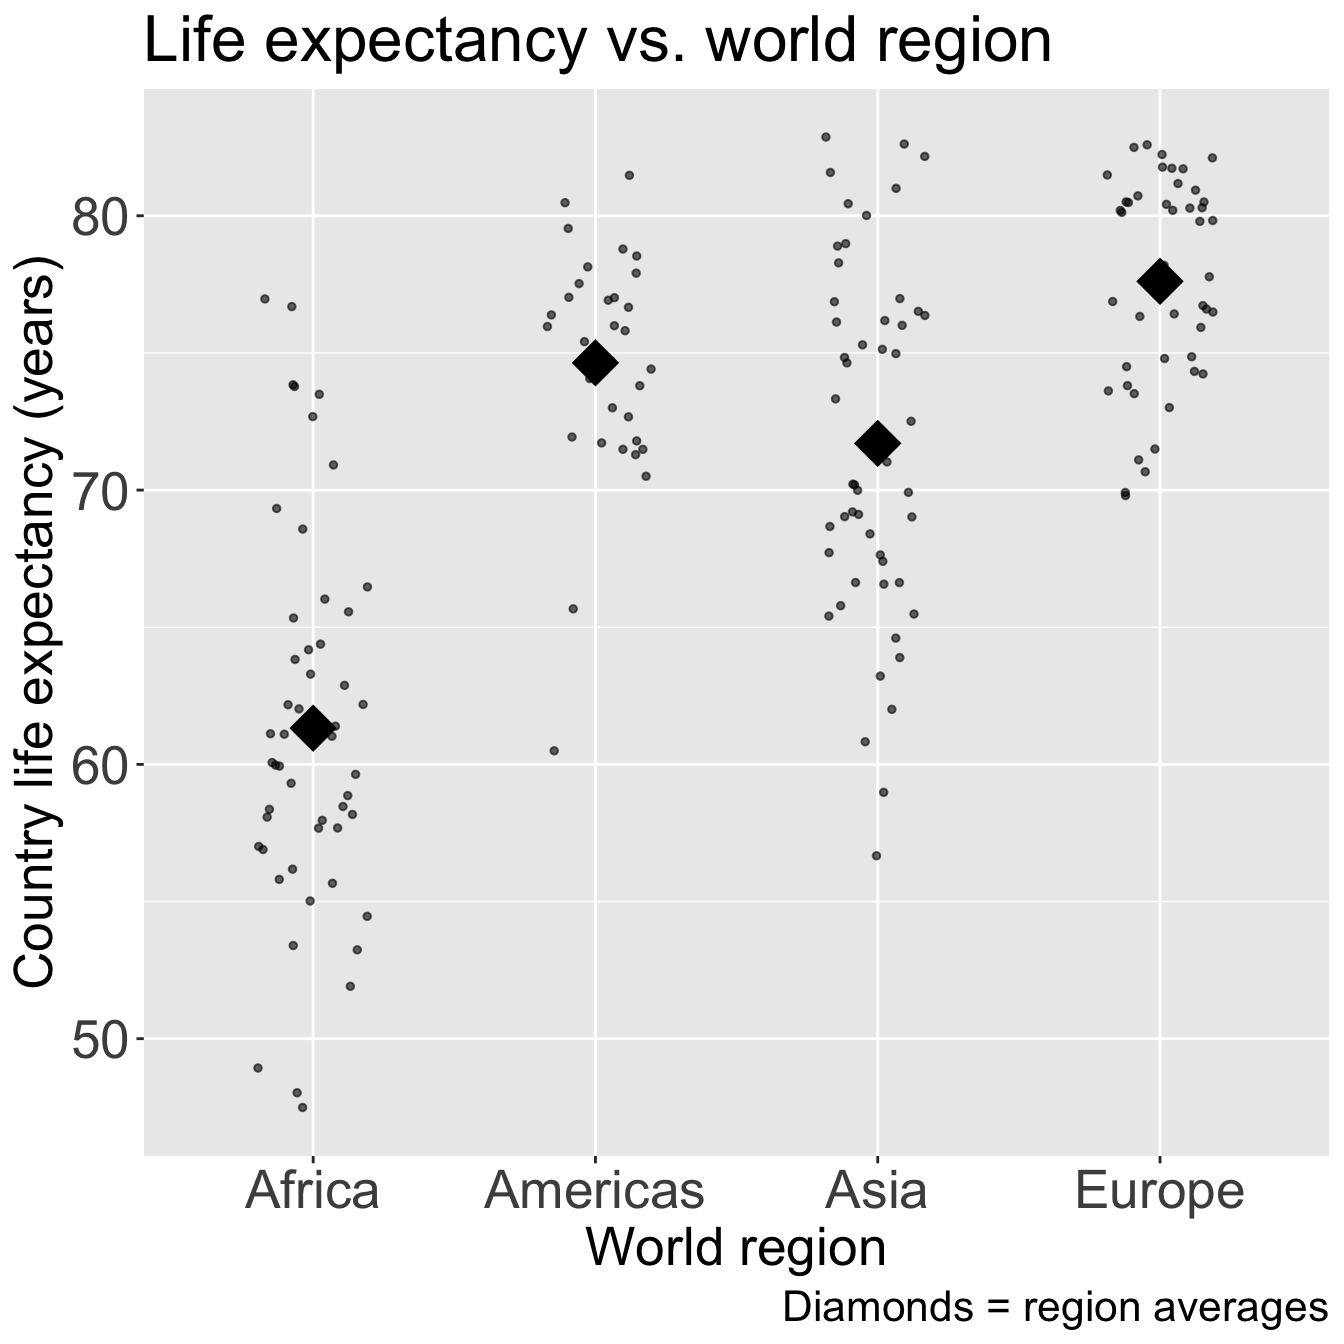 Life expectancy vs. world region
Country life expectancy (years)
80
70
60
50
Africa Americas Asia Europe
World region
Diamonds = region averages